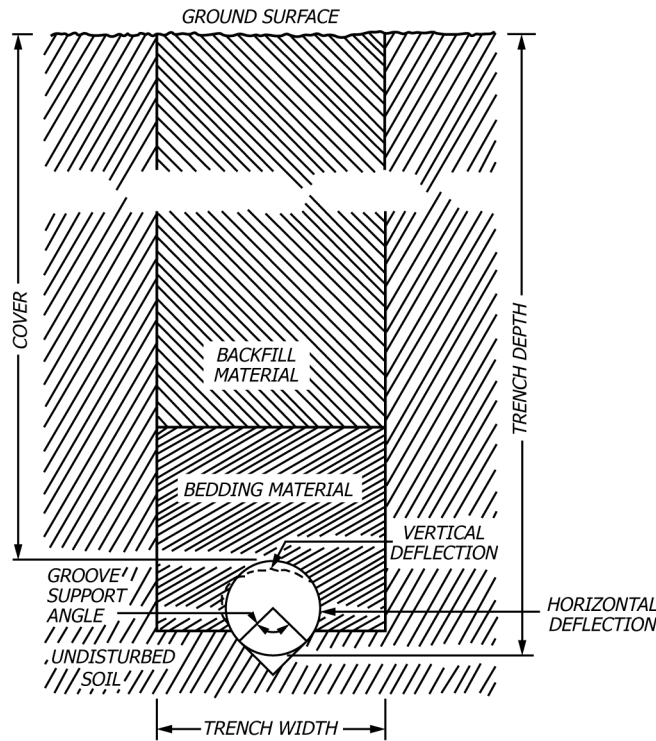 GROUND SURFACE
COVER
TRENCH DEPTH
BACKFILL
MATERIAL
BEDDING MATERIAL
VERTICAL
DEFLECTION
GROOVE
SUPPORT
ANGLE
HORIZONTAL
DEFLECTION
UNDISTURBED
SOIL
TRENCH WIDTH